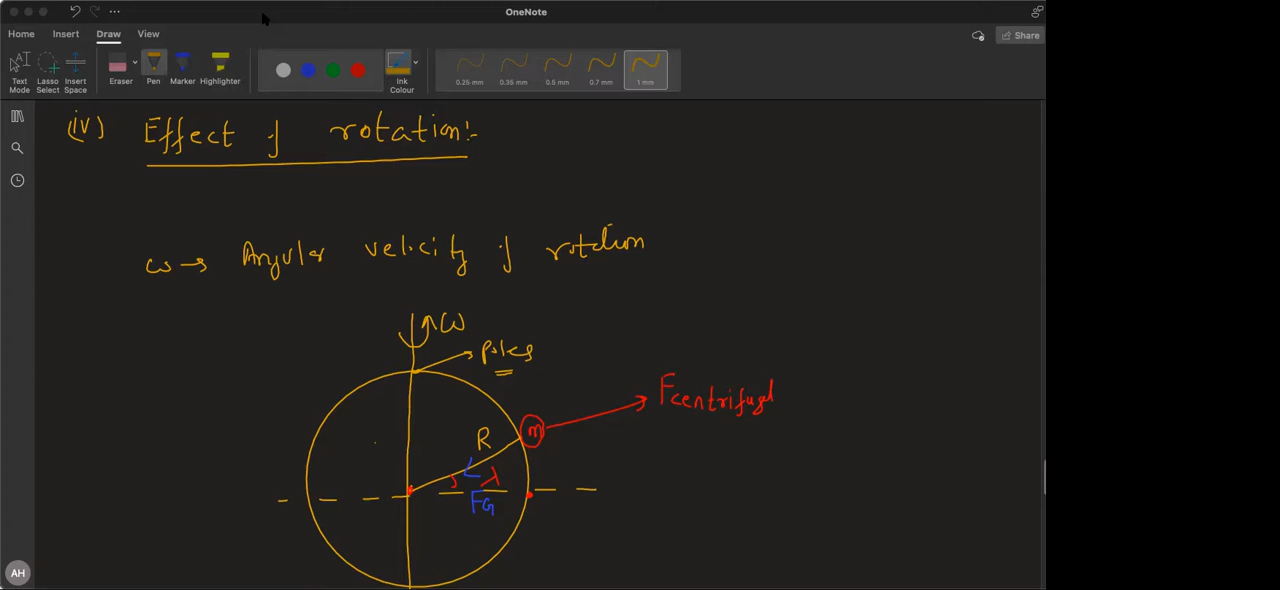 OneNote
Home Insert Draw View
Share
Text Mode
Lasso Select
Insert Space
Eraser
Pen
Marker
Highlighter
Ink Colour
0.25 mm
0.35 mm
0.5 mm
0.7 mm
1 mm
(iv) Effect of rotation:-
ω → Angular velocity of rotation
ω
poles
Fcentrifugal
m
R
λ
FG
AH